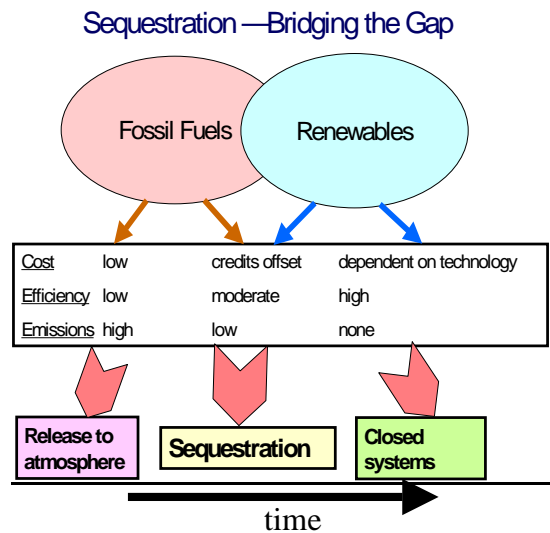 Sequestration —Bridging the Gap
Fossil Fuels Renewables
Cost low credits offset dependent on technology
Efficiency low moderate high
Emissions high low none
Release to
atmosphere
Sequestration
Closed
systems
time